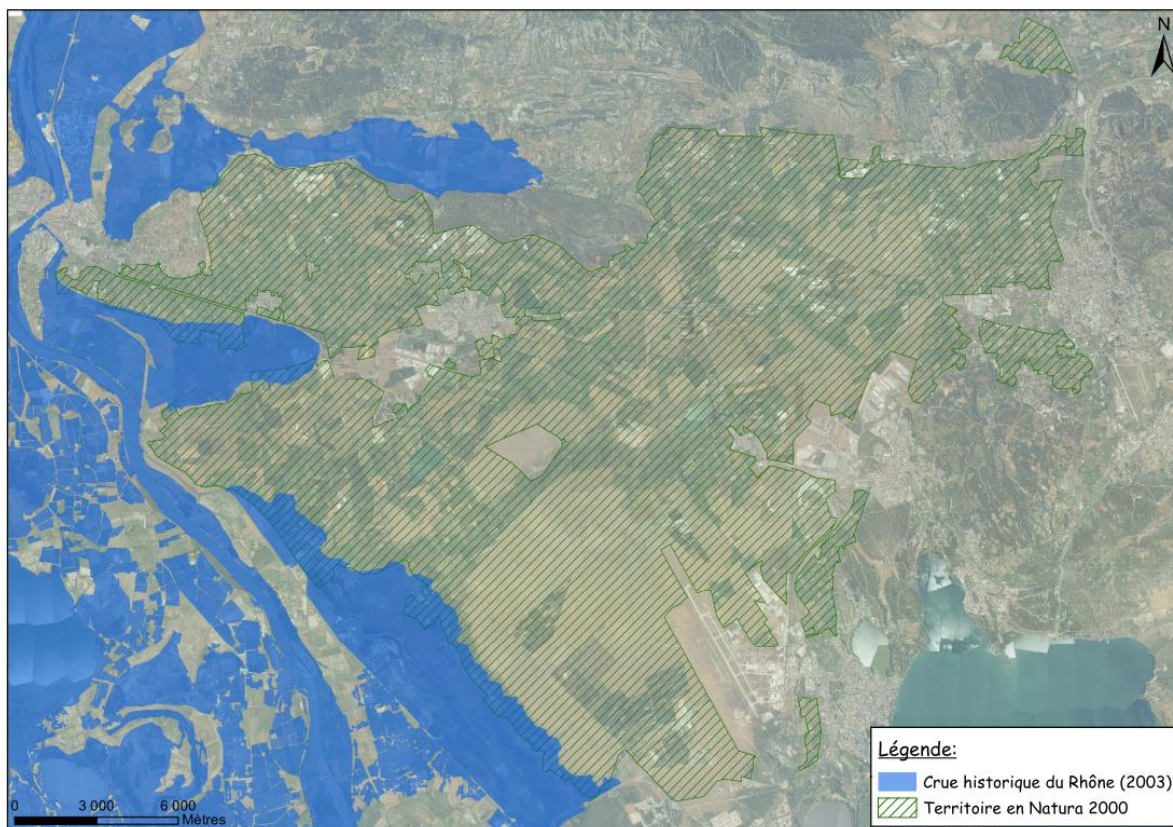 N
Légende:
Crue historique du Rhône (2003)
Territoire en Natura 2000
0 3 000 6 000
Mètres